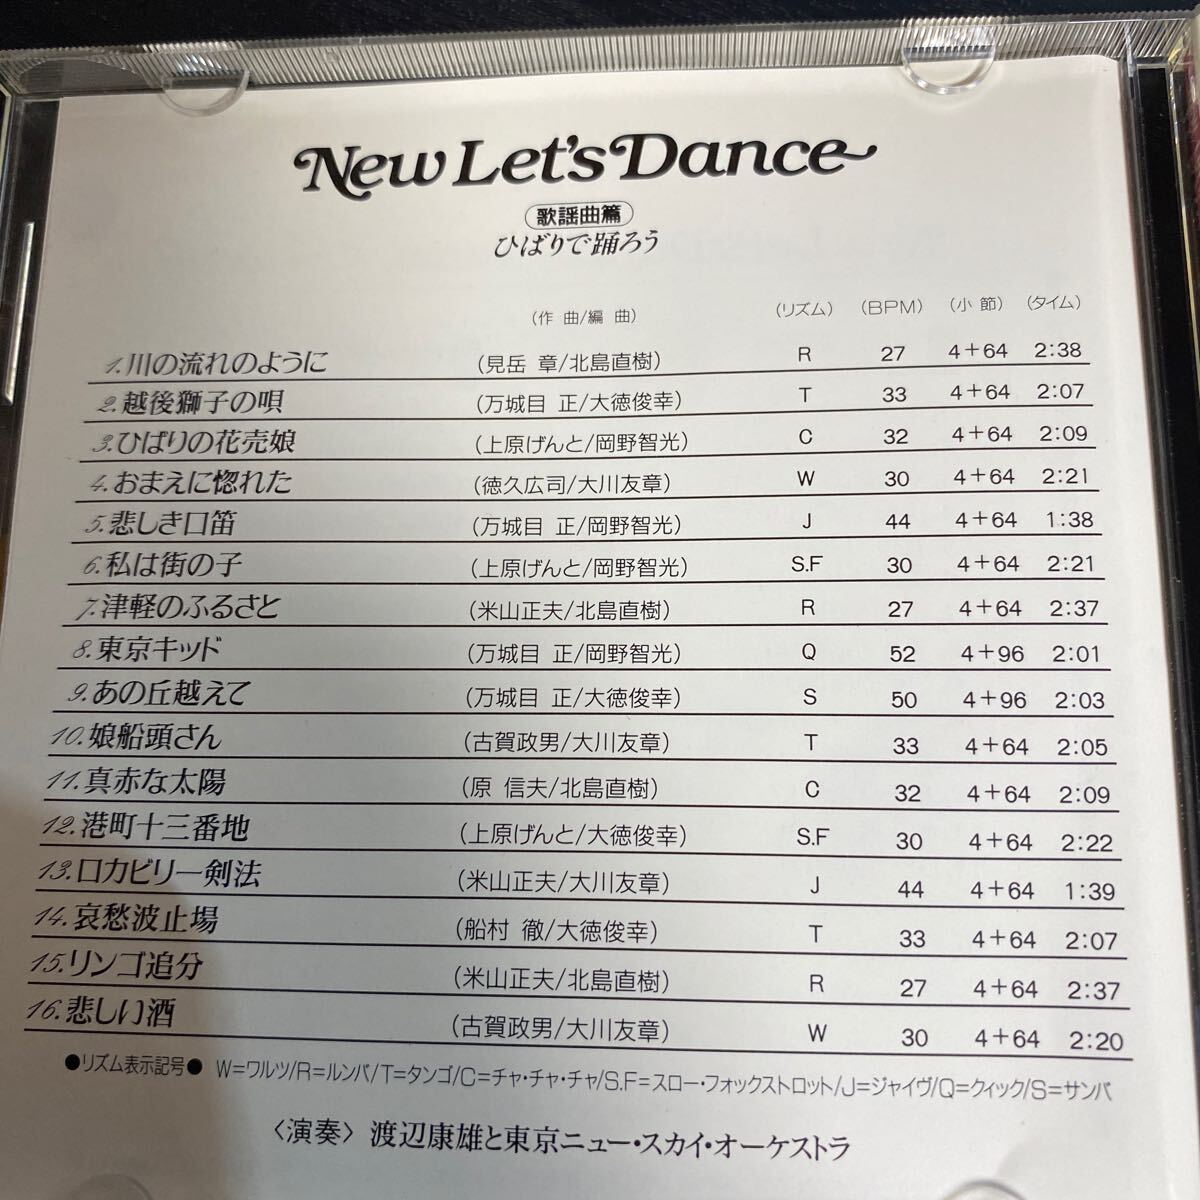 New Let's Dance
歌謡曲篇
ひばりで踊ろう
(作 曲/編 曲) (リズム) (BPM) (小 節) (タイム)
1.川の流れのように (見岳 章/北島直樹) R 27 4+64 2:38
2.越後獅子の唄 (万城目 正/大徳俊幸) T 33 4+64 2:07
3.ひばりの花売娘 (上原げんと/岡野智光) C 32 4+64 2:09
4.おまえに惚れた (徳久広司/大川友章) W 30 4+64 2:21
5.悲しき口笛 (万城目 正/岡野智光) J 44 4+64 1:38
6.私は街の子 (上原げんと/岡野智光) S.F 30 4+64 2:21
7.津軽のふるさと (米山正夫/北島直樹) R 27 4+64 2:37
8.東京キッド (万城目 正/岡野智光) Q 52 4+96 2:01
9.あの丘越えて (万城目 正/大徳俊幸) S 50 4+96 2:03
10.娘船頭さん (古賀政男/大川友章) T 33 4+64 2:05
11.真赤な太陽 (原 信夫/北島直樹) C 32 4+64 2:09
12.港町十三番地 (上原げんと/大徳俊幸) S.F 30 4+64 2:22
13.ロカビリー剣法 (米山正夫/大川友章) J 44 4+64 1:39
14.哀愁波止場 (船村 徹/大徳俊幸) T 33 4+64 2:07
15.リンゴ追分 (米山正夫/北島直樹) R 27 4+64 2:37
16.悲しい酒 (古賀政男/大川友章) W 30 4+64 2:20
●リズム表示記号● W=ワルツ/R=ルンバ/T=タンゴ/C=チャ・チャ・チャ/S.F=スロー・フォックストロット/J=ジャイヴ/Q=クィック/S=サンバ
〈演奏〉 渡辺康雄と東京ニュー・スカイ・オーケストラ